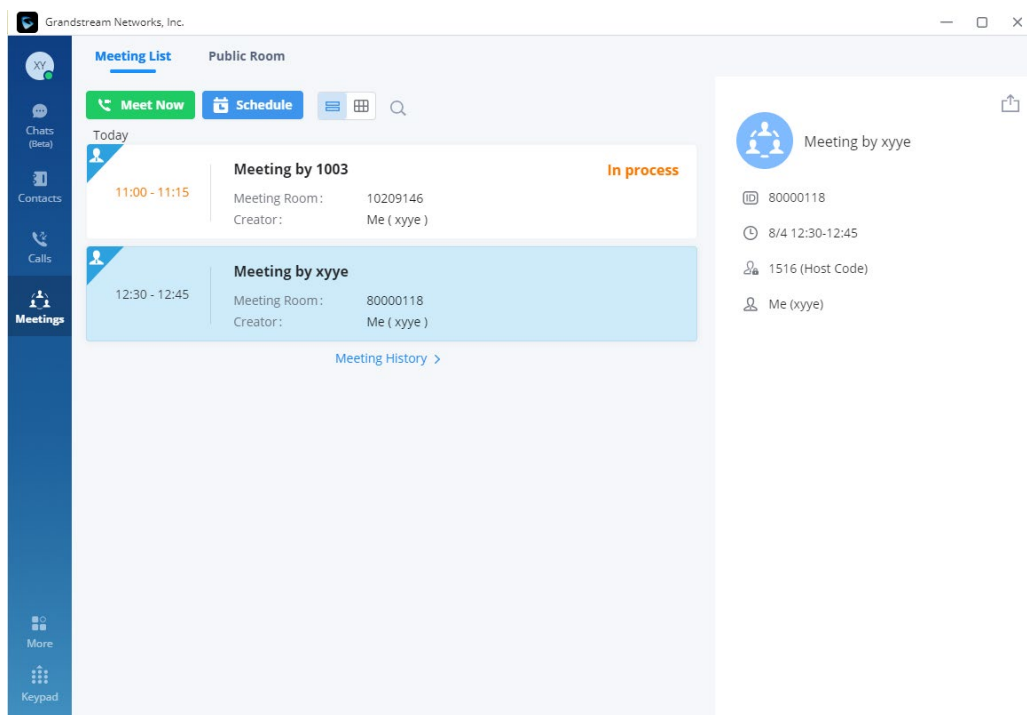 Grandstream Networks, Inc.
XY
Chats
(Beta)
Contacts
Calls
Meetings
More
Keypad
Meeting List Public Room
Meet Now Schedule
Today
11:00 - 11:15
Meeting by 1003
In process
Meeting Room: 10209146
Creator: Me ( xyye )
12:30 - 12:45
Meeting by xyye
Meeting Room: 80000118
Creator: Me ( xyye )
Meeting History >
Meeting by xyye
ID 80000118
8/4 12:30-12:45
1516 (Host Code)
Me (xyye)